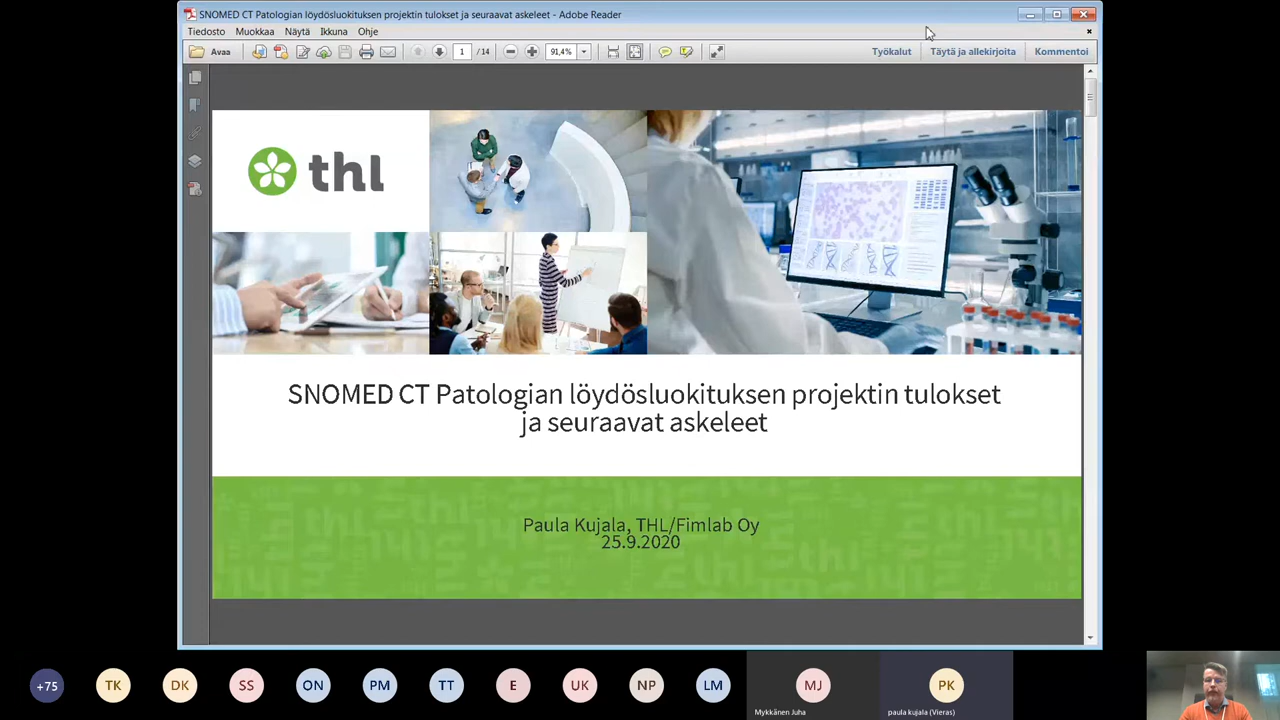 SNOMED CT Patologian löydösluokituksen projektin tulokset ja seuraavat askeleet - Adobe Reader
Tiedosto Muokkaa Näytä Ikkuna Ohje
Avaa 1 / 14 91,4% Työkalut Täytä ja allekirjoita Kommentoi
thl
SNOMED CT Patologian löydösluokituksen projektin tulokset
ja seuraavat askeleet
Paula Kujala, THL/Fimlab Oy
25.9.2020
+75 TK DK SS ON PM TT E UK NP LM MJ PK
Mykkänen Juha paula kujala (Vieras)